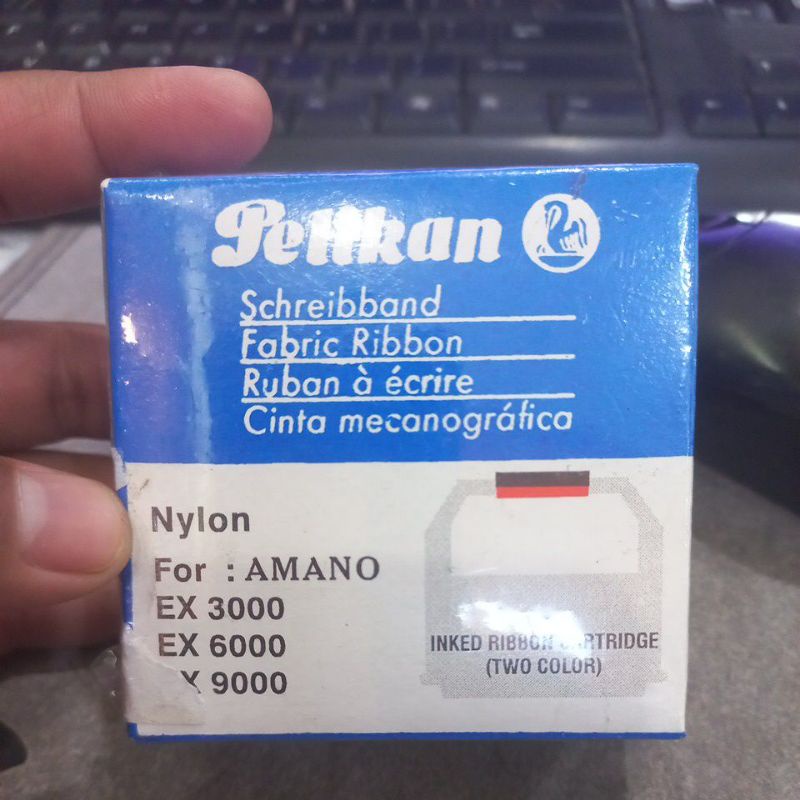 Pelikan
Schreibband
Fabric Ribbon
Ruban à écrire
Cinta mecanográfica
Nylon
For : AMANO
EX 3000
EX 6000
X 9000
INKED RIBBON CARTRIDGE
(TWO COLOR)